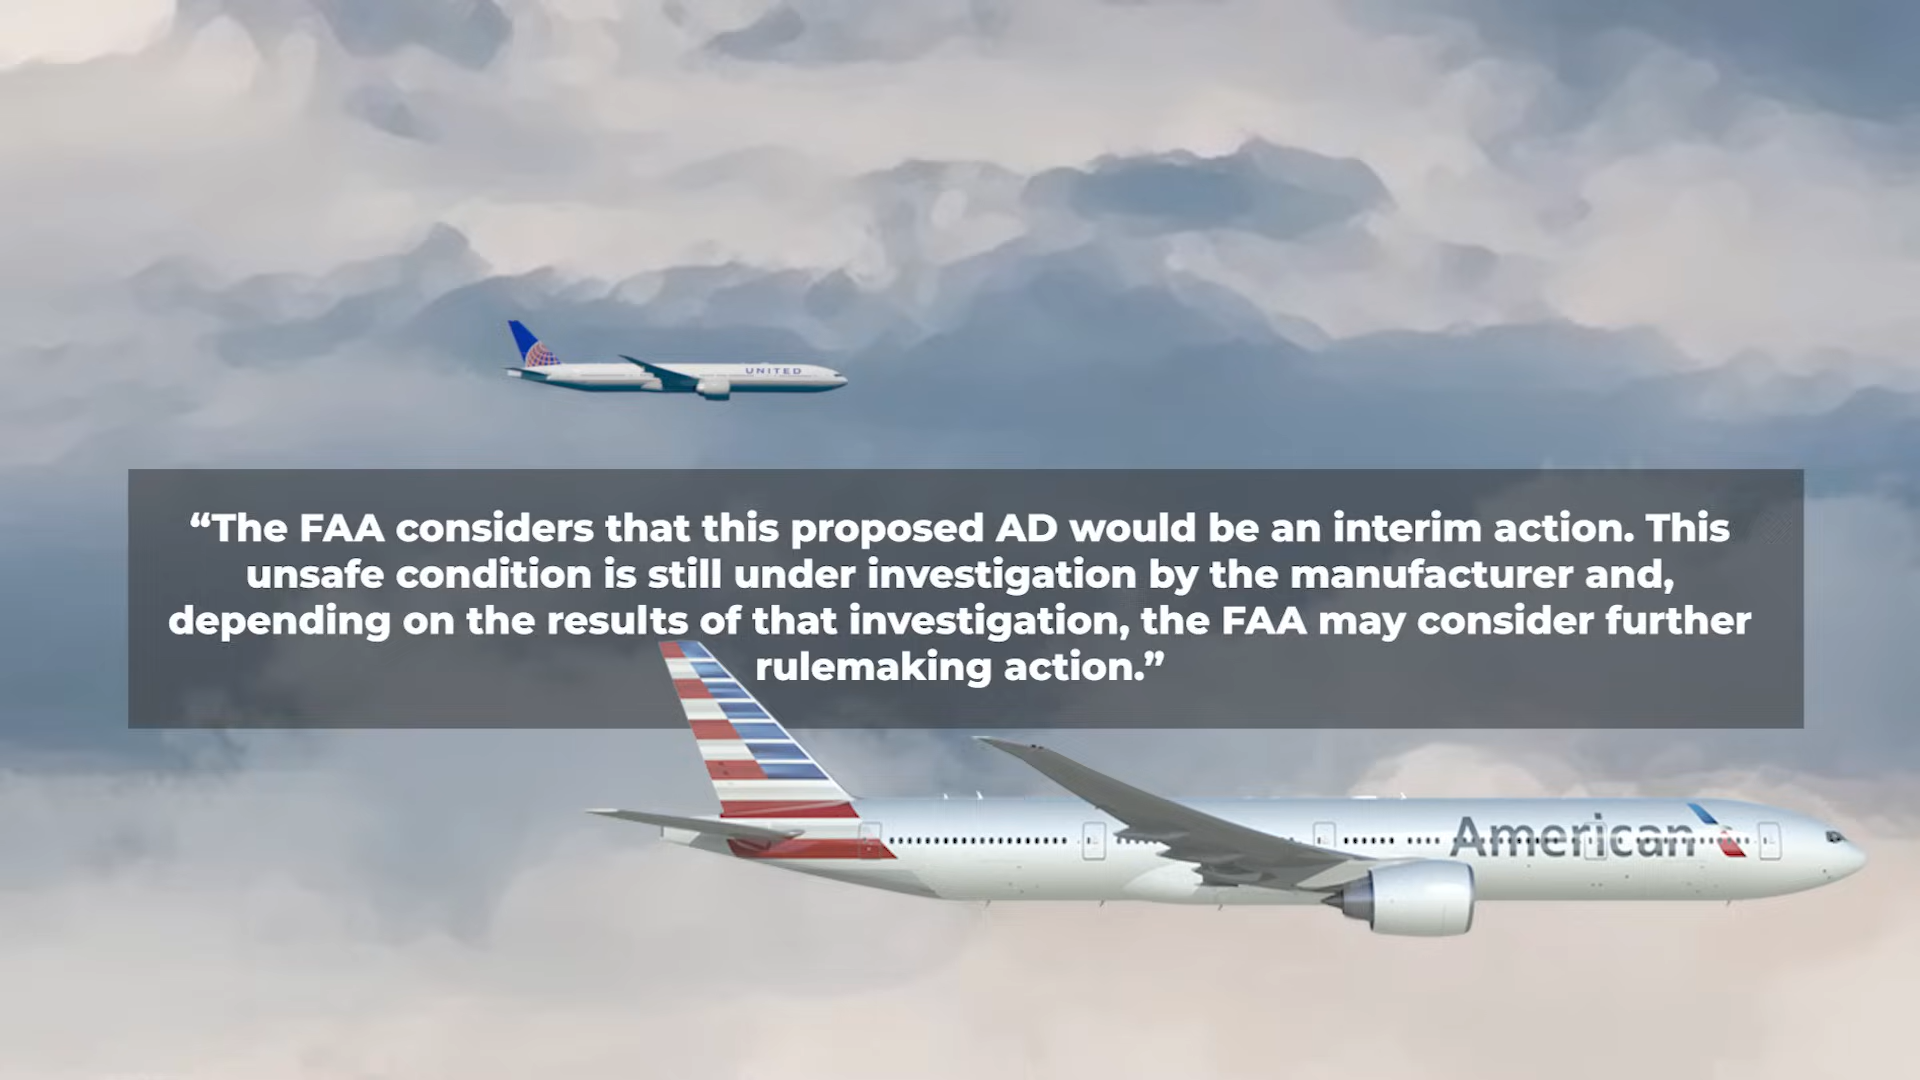 UNITED
“The FAA considers that this proposed AD would be an interim action. This
unsafe condition is still under investigation by the manufacturer and,
depending on the results of that investigation, the FAA may consider further
rulemaking action.”
American